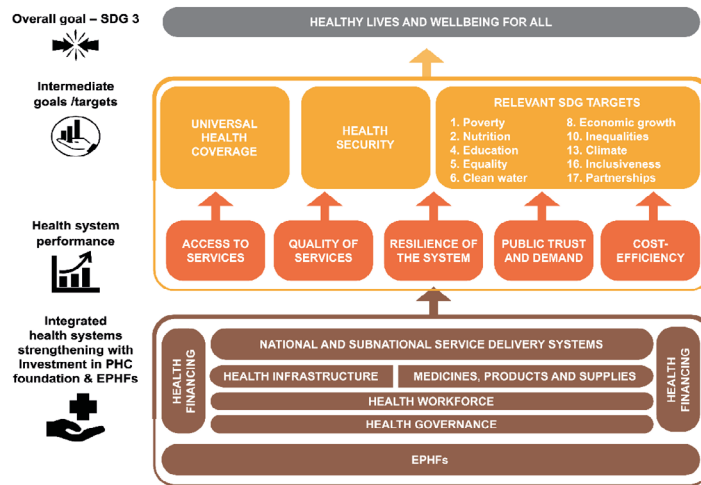 Overall goal – SDG 3
HEALTHY LIVES AND WELLBEING FOR ALL
Intermediate
goals /targets
UNIVERSAL
HEALTH
COVERAGE
HEALTH
SECURITY
RELEVANT SDG TARGETS
1. Poverty
2. Nutrition
4. Education
5. Equality
6. Clean water
8. Economic growth
10. Inequalities
13. Climate
16. Inclusiveness
17. Partnerships
Health system
performance
ACCESS TO
SERVICES
QUALITY OF
SERVICES
RESILIENCE OF
THE SYSTEM
PUBLIC TRUST
AND DEMAND
COST-
EFFICIENCY
Integrated
health systems
strengthening with
Investment in PHC
foundation & EPHFs
HEALTH
FINANCING
NATIONAL AND SUBNATIONAL SERVICE DELIVERY SYSTEMS
HEALTH INFRASTRUCTURE
MEDICINES, PRODUCTS AND SUPPLIES
HEALTH WORKFORCE
HEALTH GOVERNANCE
HEALTH
FINANCING
EPHFs